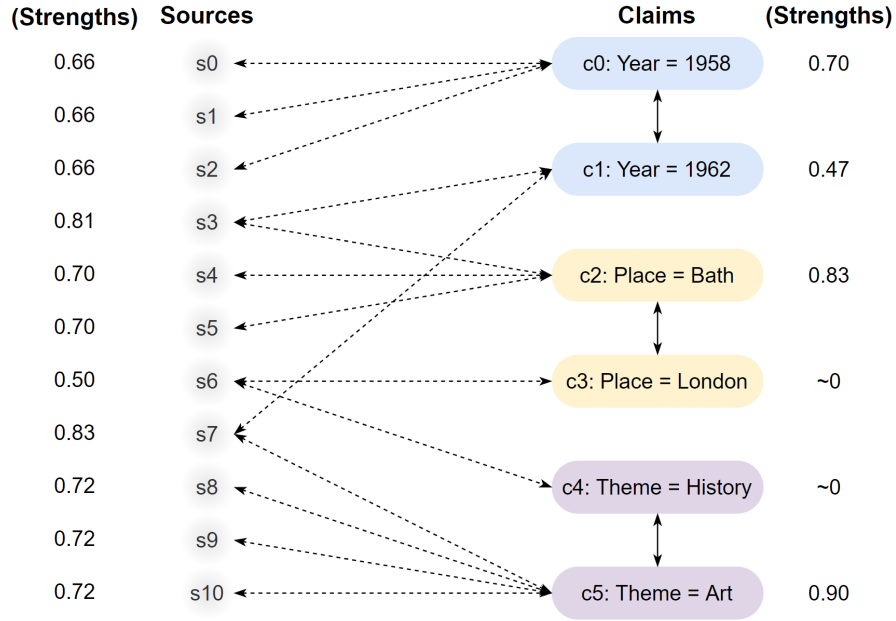 (Strengths) Sources Claims (Strengths)
0.66 s0 c0: Year = 1958 0.70
0.66 s1
0.66 s2 c1: Year = 1962 0.47
0.81 s3
0.70 s4 c2: Place = Bath 0.83
0.70 s5
0.50 s6 c3: Place = London ~0
0.83 s7
0.72 s8 c4: Theme = History ~0
0.72 s9
0.72 s10 c5: Theme = Art 0.90